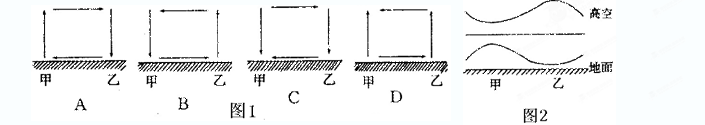 甲 乙 甲 乙 甲 乙 甲 乙
A B C D
图1
高空
地面
甲 乙
图2